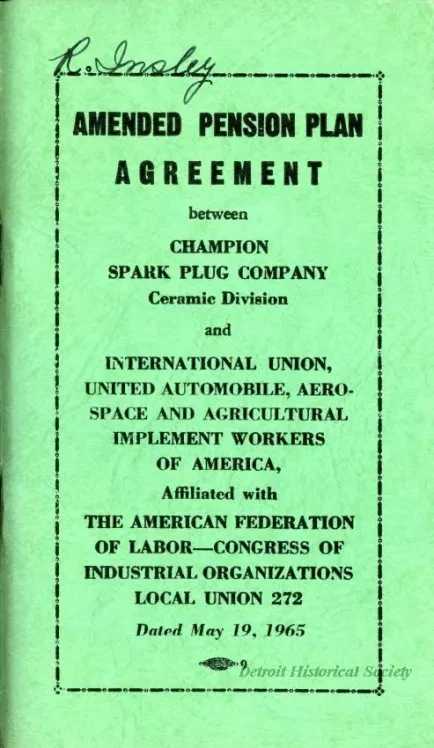 R. Insley
AMENDED PENSION PLAN
AGREEMENT
between
CHAMPION
SPARK PLUG COMPANY
Ceramic Division
and
INTERNATIONAL UNION,
UNITED AUTOMOBILE, AERO-
SPACE AND AGRICULTURAL
IMPLEMENT WORKERS
OF AMERICA,
Affiliated with
THE AMERICAN FEDERATION
OF LABOR—CONGRESS OF
INDUSTRIAL ORGANIZATIONS
LOCAL UNION 272
Dated May 19, 1965
9
Detroit Historical Society